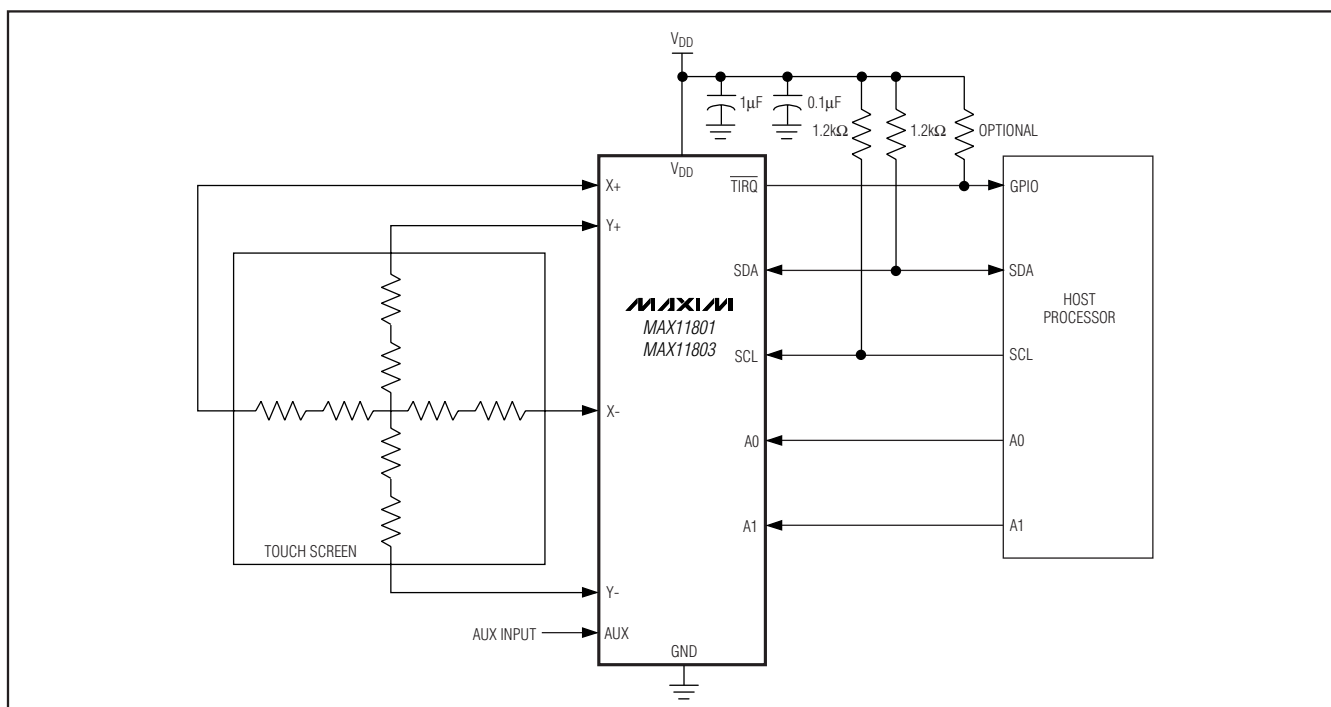 VDD
1µF
0.1µF
1.2kΩ
1.2kΩ
OPTIONAL
VDD
X+
TIRQ
GPIO
Y+
SDA
SDA
MAXIM
MAX11801
MAX11803
HOST
PROCESSOR
SCL
SCL
X-
A0
A0
A1
A1
TOUCH SCREEN
Y-
AUX INPUT
AUX
GND